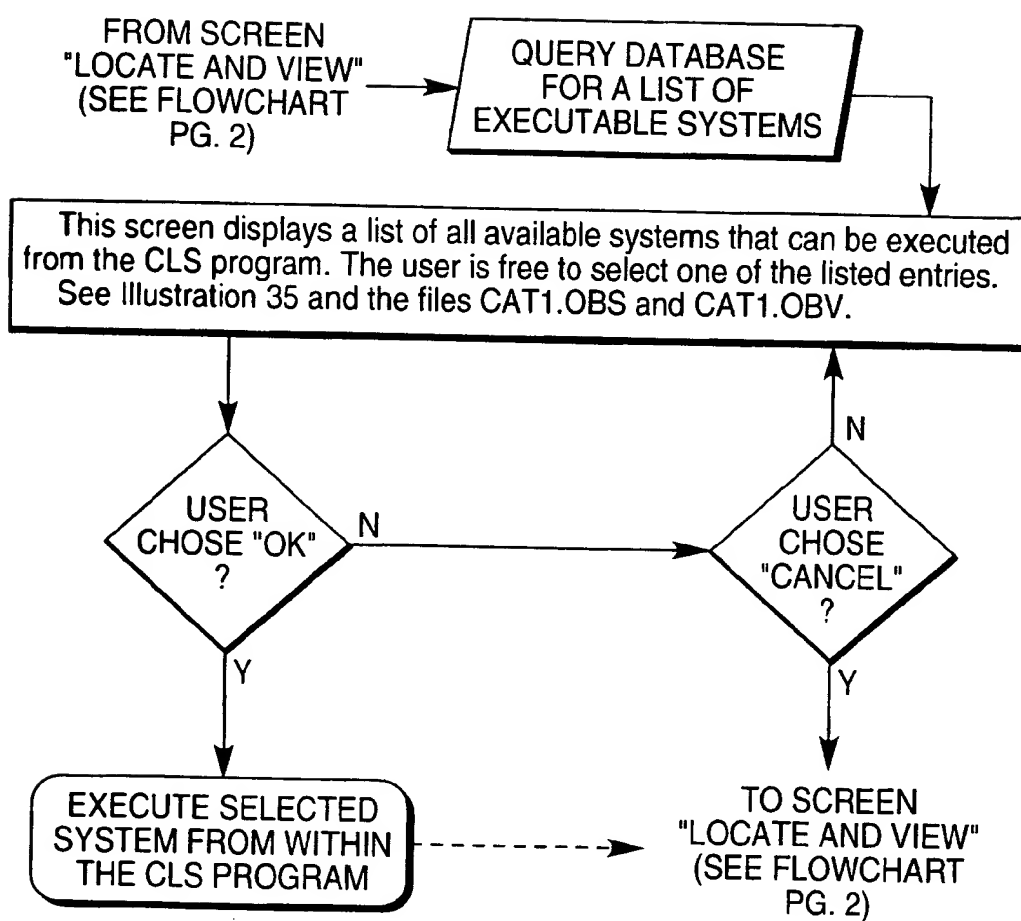 FROM SCREEN
"LOCATE AND VIEW"
(SEE FLOWCHART
PG. 2)
QUERY DATABASE
FOR A LIST OF
EXECUTABLE SYSTEMS
This screen displays a list of all available systems that can be executed
from the CLS program. The user is free to select one of the listed entries.
See Illustration 35 and the files CAT1.OBS and CAT1.OBV.
USER
CHOSE "OK"
?
N
Y
USER
CHOSE
"CANCEL"
?
N
Y
EXECUTE SELECTED
SYSTEM FROM WITHIN
THE CLS PROGRAM
TO SCREEN
"LOCATE AND VIEW"
(SEE FLOWCHART
PG. 2)